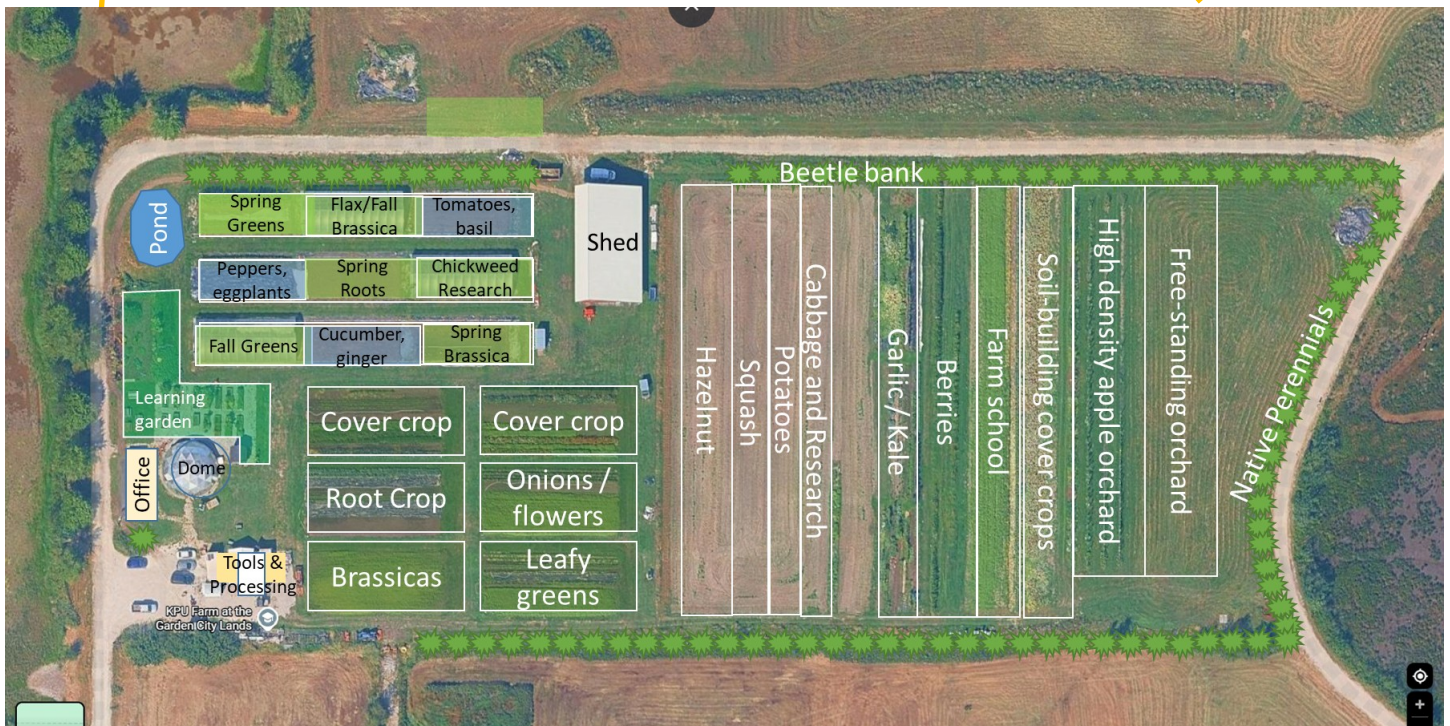 Beetle bank
Spring
Greens
Flax/Fall
Brassica
Tomatoes,
basil
Pond
Shed
Peppers,
eggplants
Spring
Roots
Chickweed
Research
Fall Greens
Cucumber,
ginger
Spring
Brassica
Learning
garden
Dome
Office
Tools &
Processing
KPU Farm at the
Garden City Lands
Cover crop
Cover crop
Root Crop
Onions /
flowers
Brassicas
Leafy
greens
Hazelnut
Squash
Potatoes
Cabbage and Research
Garlic / Kale
Berries
Farm school
Soil-building cover crops
High density apple orchard
Free-standing orchard
Native Perennials